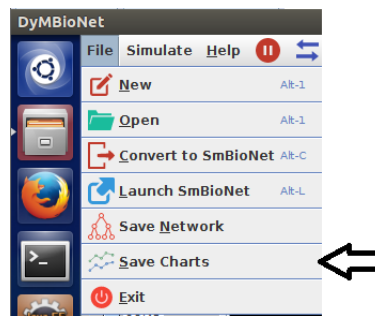 DyMBioNet
File Simulate Help
New Alt-1
Open Alt-1
Convert to SmBioNet Alt-C
Launch SmBioNet Alt-L
Save Network
Save Charts
Exit